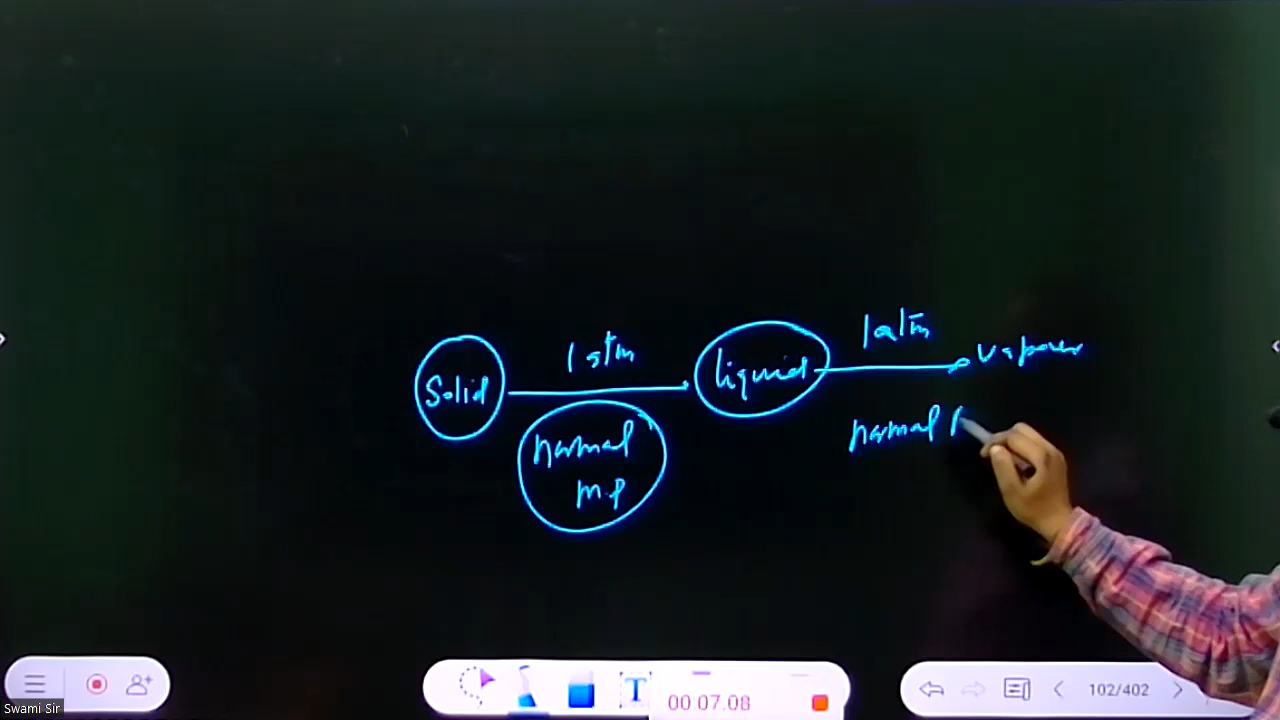 1 atm
1 atm
Solid
liquid
vapour
normal
m.p
normal
T
00:07.08
102/402
Swami Sir